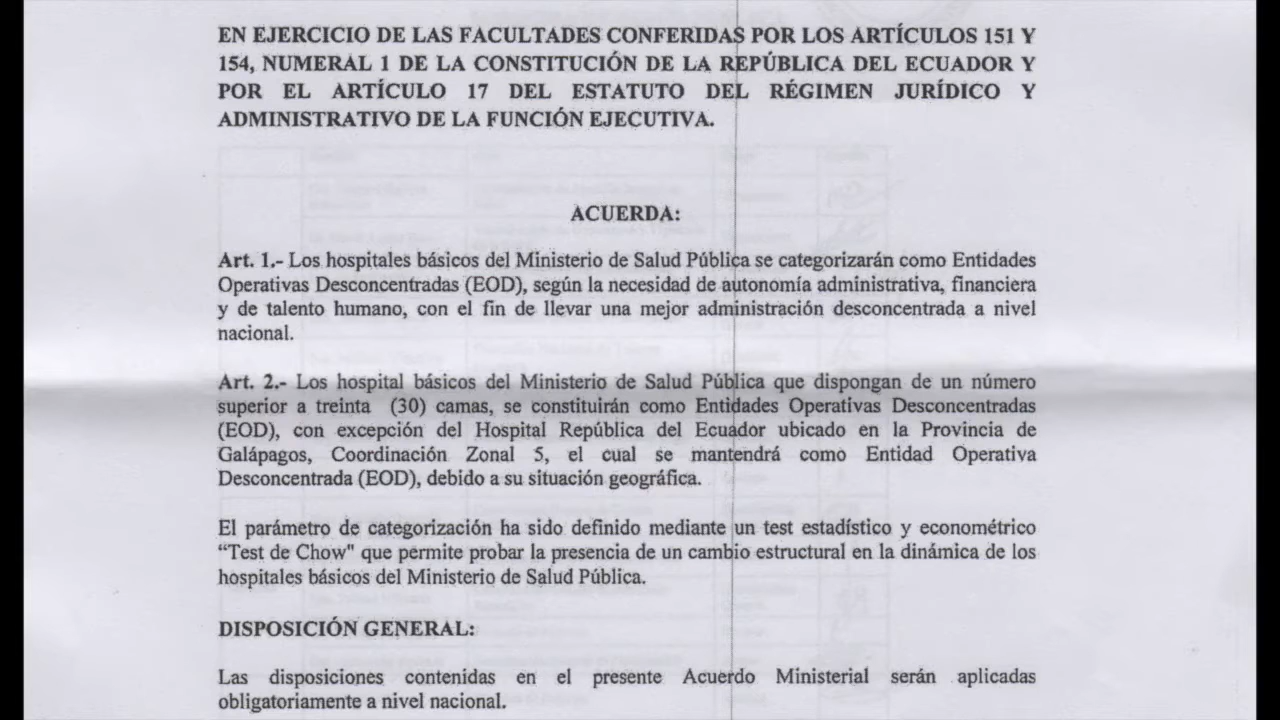 EN EJERCICIO DE LAS FACULTADES CONFERIDAS POR LOS ARTÍCULOS 151 Y
154, NUMERAL 1 DE LA CONSTITUCIÓN DE LA REPÚBLICA DEL ECUADOR Y
POR EL ARTÍCULO 17 DEL ESTATUTO DEL RÉGIMEN JURÍDICO Y
ADMINISTRATIVO DE LA FUNCIÓN EJECUTIVA.
ACUERDA:
Art. 1.- Los hospitales básicos del Ministerio de Salud Pública se categorizarán como Entidades
Operativas Desconcentradas (EOD), según la necesidad de autonomía administrativa, financiera
y de talento humano, con el fin de llevar una mejor administración desconcentrada a nivel
nacional.
Art. 2.- Los hospital básicos del Ministerio de Salud Pública que dispongan de un número
superior a treinta (30) camas, se constituirán como Entidades Operativas Desconcentradas
(EOD), con excepción del Hospital República del Ecuador ubicado en la Provincia de
Galápagos, Coordinación Zonal 5, el cual se mantendrá como Entidad Operativa
Desconcentrada (EOD), debido a su situación geográfica.
El parámetro de categorización ha sido definido mediante un test estadístico y econométrico
“Test de Chow" que permite probar la presencia de un cambio estructural en la dinámica de los
hospitales básicos del Ministerio de Salud Pública.
DISPOSICIÓN GENERAL:
Las disposiciones contenidas en el presente Acuerdo Ministerial serán aplicadas
obligatoriamente a nivel nacional.